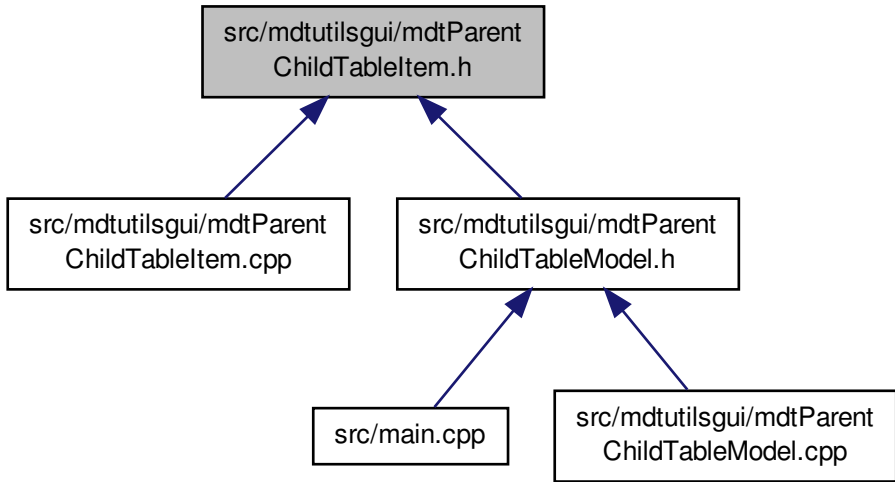 src/mdtutilsgui/mdtParent
ChildTableItem.h
src/mdtutilsgui/mdtParent
ChildTableItem.cpp
src/mdtutilsgui/mdtParent
ChildTableModel.h
src/main.cpp
src/mdtutilsgui/mdtParent
ChildTableModel.cpp